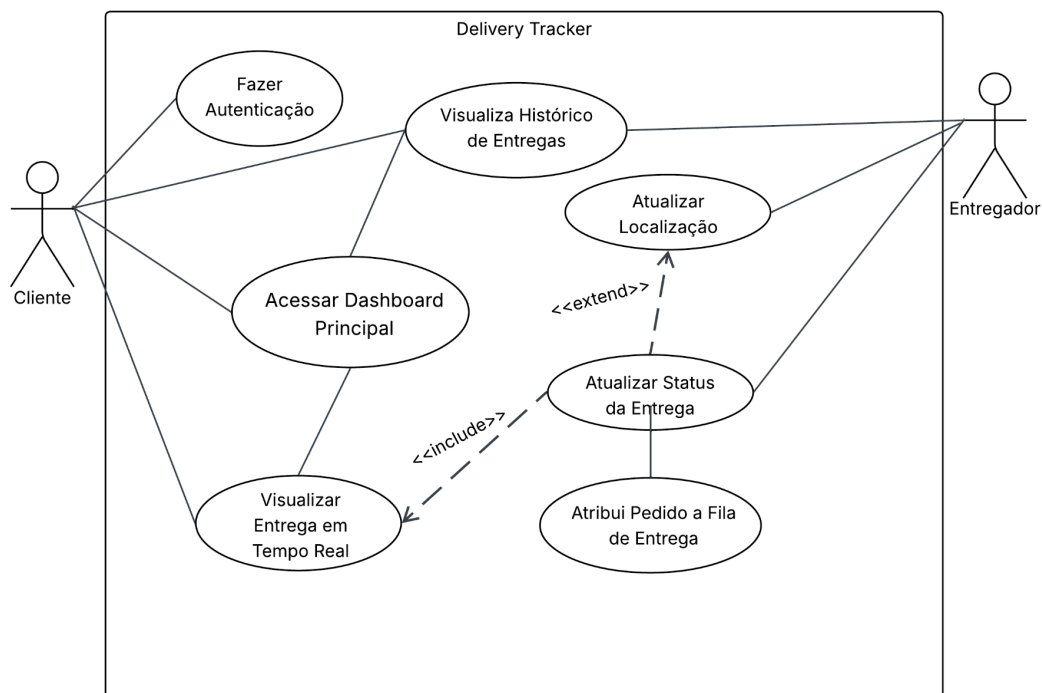 Delivery Tracker
Fazer
Autenticação
Visualiza Histórico
de Entregas
Atualizar
Localização
Entregador
Cliente
Acessar Dashboard
Principal
<<extend>>
Atualizar Status
da Entrega
<<include>>
Visualizar
Entrega em
Tempo Real
Atribui Pedido a Fila
de Entrega